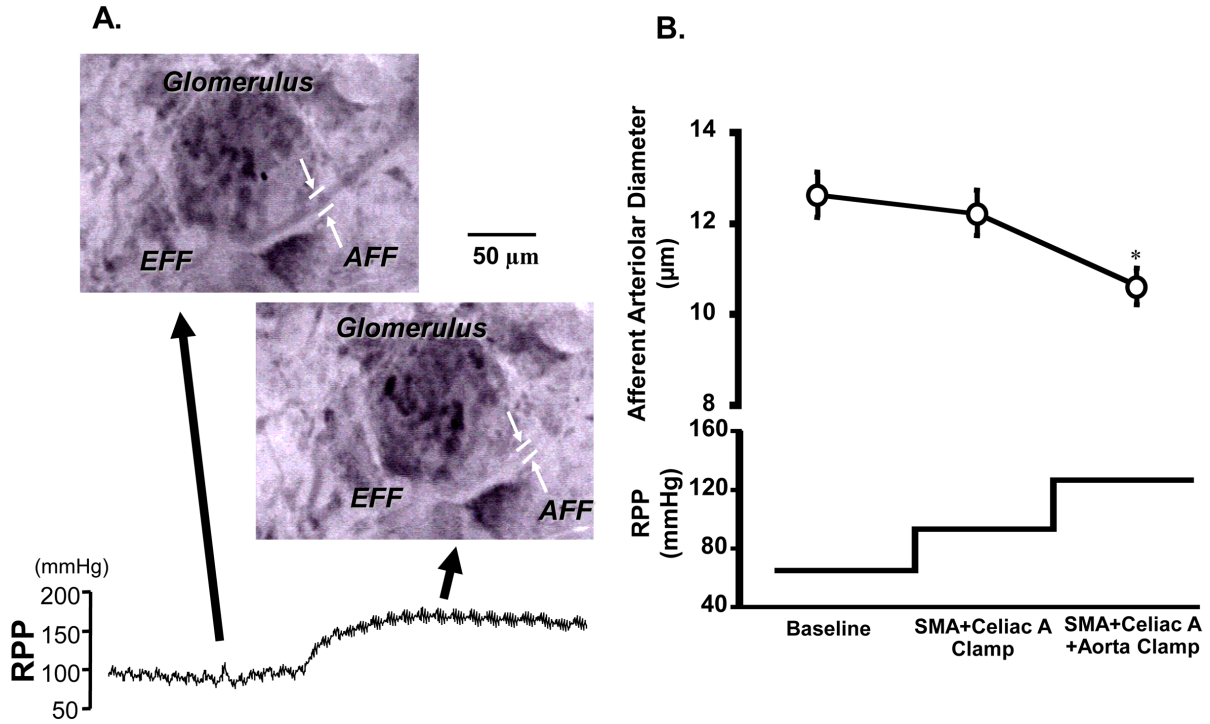 A.
Glomerulus
EFF
AFF
50 µm
Glomerulus
EFF
AFF
(mmHg)
200
150
100
50
RPP
B.
Afferent Arteriolar Diameter
(µm)
14
12
10
8
*
RPP
(mmHg)
160
120
80
40
Baseline
SMA+Celiac A
Clamp
SMA+Celiac A
+Aorta Clamp